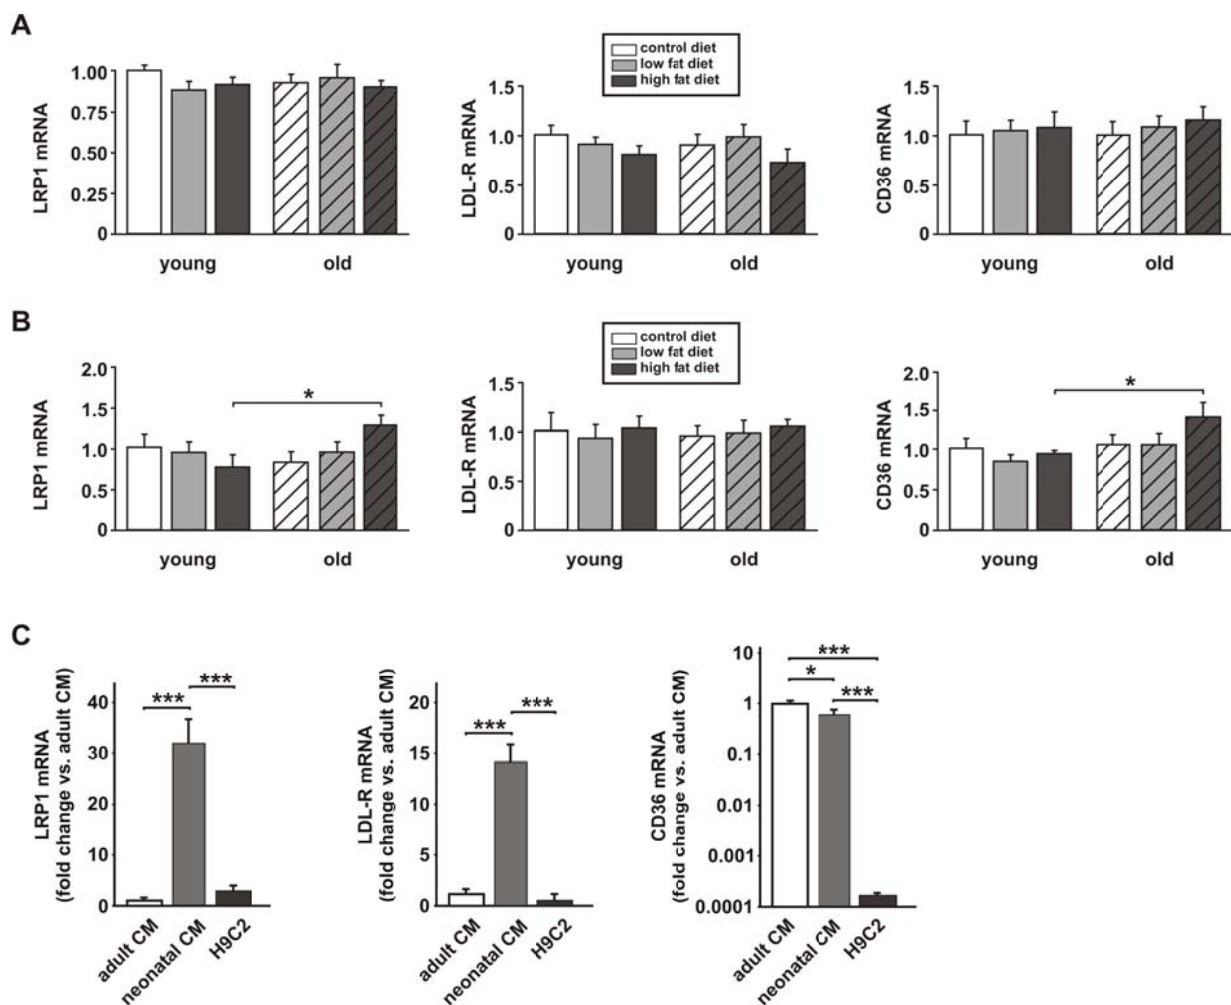 A
LRP1 mRNA
1.00
0.75
0.50
0.25
0
young
old
control diet
low fat diet
high fat diet
LDL-R mRNA
1.5
1.0
0.5
0
young
old
CD36 mRNA
1.5
1.0
1.5
0
young
old
B
LRP1 mRNA
2.0
1.5
1.0
0.5
0
*
young
old
control diet
low fat diet
high fat diet
LDL-R mRNA
1.5
1.0
0.5
0
young
old
CD36 mRNA
2.0
1.5
1.0
0.5
0
*
young
old
C
LRP1 mRNA
(fold change vs. adult CM)
40
30
20
10
0
***
***
adult CM
neonatal CM
H9C2
LDL-R mRNA
(fold change vs. adult CM)
20
15
10
5
0
***
***
adult CM
neonatal CM
H9C2
CD36 mRNA
(fold change vs. adult CM)
10
1
0.1
0.01
0.001
0.0001
***
*
***
adult CM
neonatal CM
H9C2